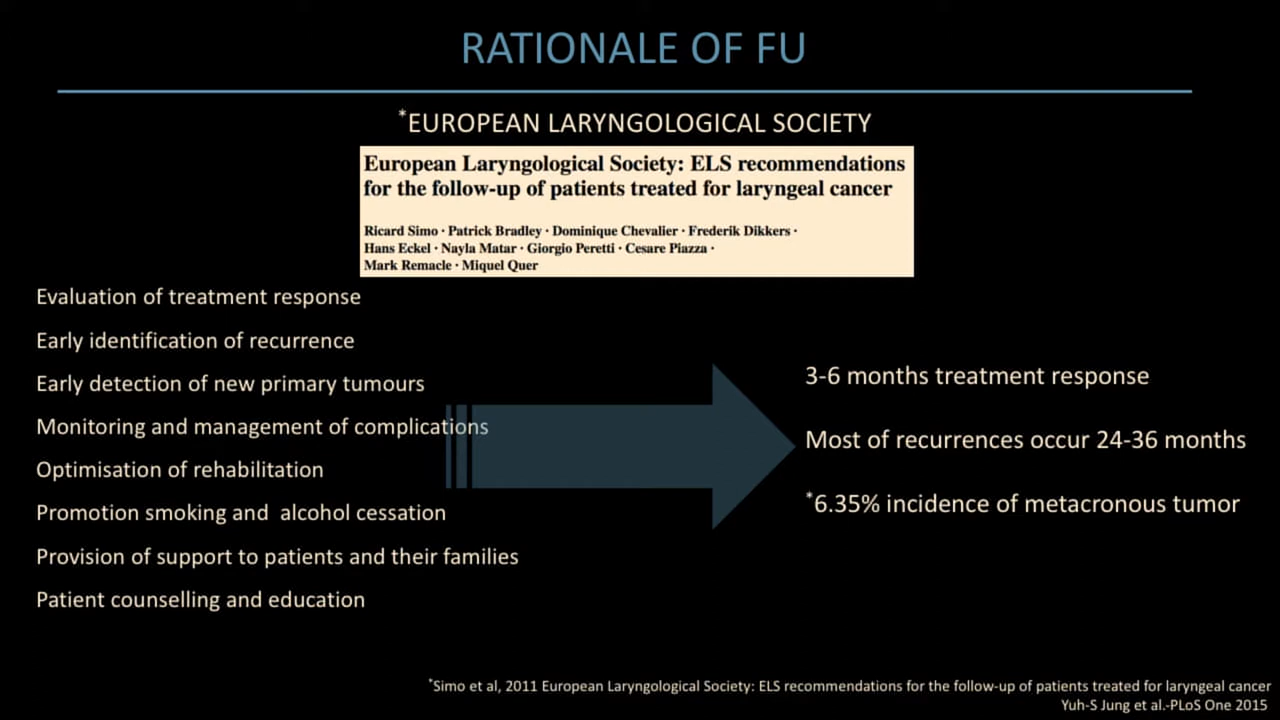 RATIONALE OF FU
*EUROPEAN LARYNGOLOGICAL SOCIETY
European Laryngological Society: ELS recommendations
for the follow-up of patients treated for laryngeal cancer
Ricard Simo · Patrick Bradley · Dominique Chevalier · Frederik Dikkers ·
Hans Eckel · Nayla Matar · Giorgio Peretti · Cesare Piazza ·
Mark Remacle · Miquel Quer
Evaluation of treatment response
Early identification of recurrence
Early detection of new primary tumours
Monitoring and management of complications
Optimisation of rehabilitation
Promotion smoking and alcohol cessation
Provision of support to patients and their families
Patient counselling and education
3-6 months treatment response
Most of recurrences occur 24-36 months
*6.35% incidence of metacronous tumor
*Simo et al, 2011 European Laryngological Society: ELS recommendations for the follow-up of patients treated for laryngeal cancer
Yuh-S Jung et al.-PLoS One 2015